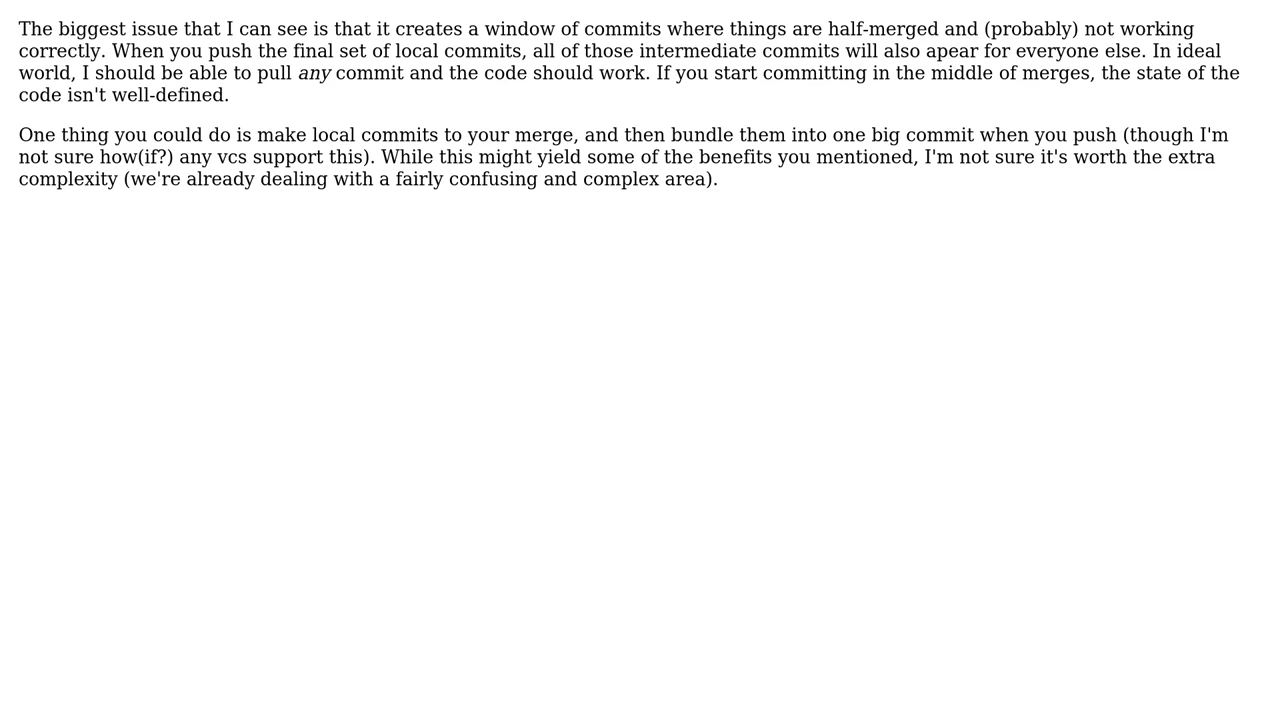 The biggest issue that I can see is that it creates a window of commits where things are half-merged and (probably) not working
correctly. When you push the final set of local commits, all of those intermediate commits will also apear for everyone else. In ideal
world, I should be able to pull any commit and the code should work. If you start committing in the middle of merges, the state of the
code isn't well-defined.
One thing you could do is make local commits to your merge, and then bundle them into one big commit when you push (though I'm
not sure how(if?) any vcs support this). While this might yield some of the benefits you mentioned, I'm not sure it's worth the extra
complexity (we're already dealing with a fairly confusing and complex area).